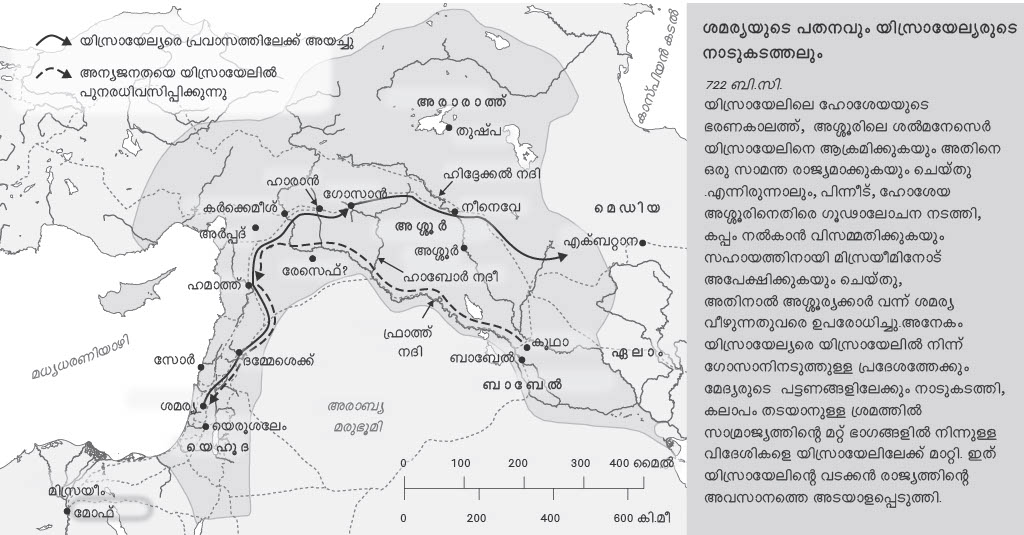 യിസ്രായേല്യരെ പ്രവാസത്തിലേക്ക് അയച്ചു
അന്യജനതയെ യിസ്രായേലിൽ
പുനരധിവസിപ്പിക്കുന്നു
കാസ്പിയൻ കടൽ
അരാരാത്ത്
തുഷ്പ
ഹിദ്ദേക്കൽ നദി
ഹാരാൻ
ഗോസാൻ
കർക്കെമീശ്
നീനെവേ
മെഡിയ
അർപ്പദ്
അശ്ശൂർ
അശ്ശൂർ
എക്ബറ്റാന
രേസെഫ്?
ഹാബോർ നദീ
ഹമാത്ത്
ഫ്രാത്ത്
നദി
മധ്യധരണിയാഴി
സോർ
ദമ്മേശെക്ക്
കൂഥാ
ബാബേൽ
ഏലാം
ബാബേൽ
ശമര്യ
അരാബ്യ
മരുഭൂമി
യെരുശലേം
യെഹൂദ
മിസ്രയീം
മോഫ്
0 100 200 300 400 മൈൽ
0 200 400 600 കി.മീ
ശമര്യയുടെ പതനവും യിസ്രായേല്യരുടെ
നാടുകടത്തലും
722 ബി.സി.
യിസ്രായേലിലെ ഹോശേയയുടെ
ഭരണകാലത്ത്, അശ്ശൂരിലെ ശൽമനേസെർ
യിസ്രായേലിനെ ആക്രമിക്കുകയും അതിനെ
ഒരു സാമന്ത രാജ്യമാക്കുകയും ചെയ്തു
.എന്നിരുന്നാലും, പിന്നീട്, ഹോശേയ
അശ്ശൂരിനെതിരെ ഗൂഢാലോചന നടത്തി,
കപ്പം നൽകാൻ വിസമ്മതിക്കുകയും
സഹായത്തിനായി മിസ്രയീമിനോട്
അപേക്ഷിക്കുകയും ചെയ്തു,
അതിനാൽ അശ്ശൂര്യക്കാർ വന്ന് ശമര്യ
വീഴുന്നതുവരെ ഉപരോധിച്ചു.അനേകം
യിസ്രായേല്യരെ യിസ്രായേലിൽ നിന്ന്
ഗോസാനിനടുത്തുള്ള പ്രദേശത്തേക്കും
മേദ്യരുടെ പട്ടണങ്ങളിലേക്കും നാടുകടത്തി,
കലാപം തടയാനുള്ള ശ്രമത്തിൽ
സാമ്രാജ്യത്തിന്റെ മറ്റ് ഭാഗങ്ങളിൽ നിന്നുള്ള
വിദേശികളെ യിസ്രായേലിലേക്ക് മാറ്റി. ഇത്
യിസ്രായേലിന്റെ വടക്കൻ രാജ്യത്തിന്റെ
അവസാനത്തെ അടയാളപ്പെടുത്തി.